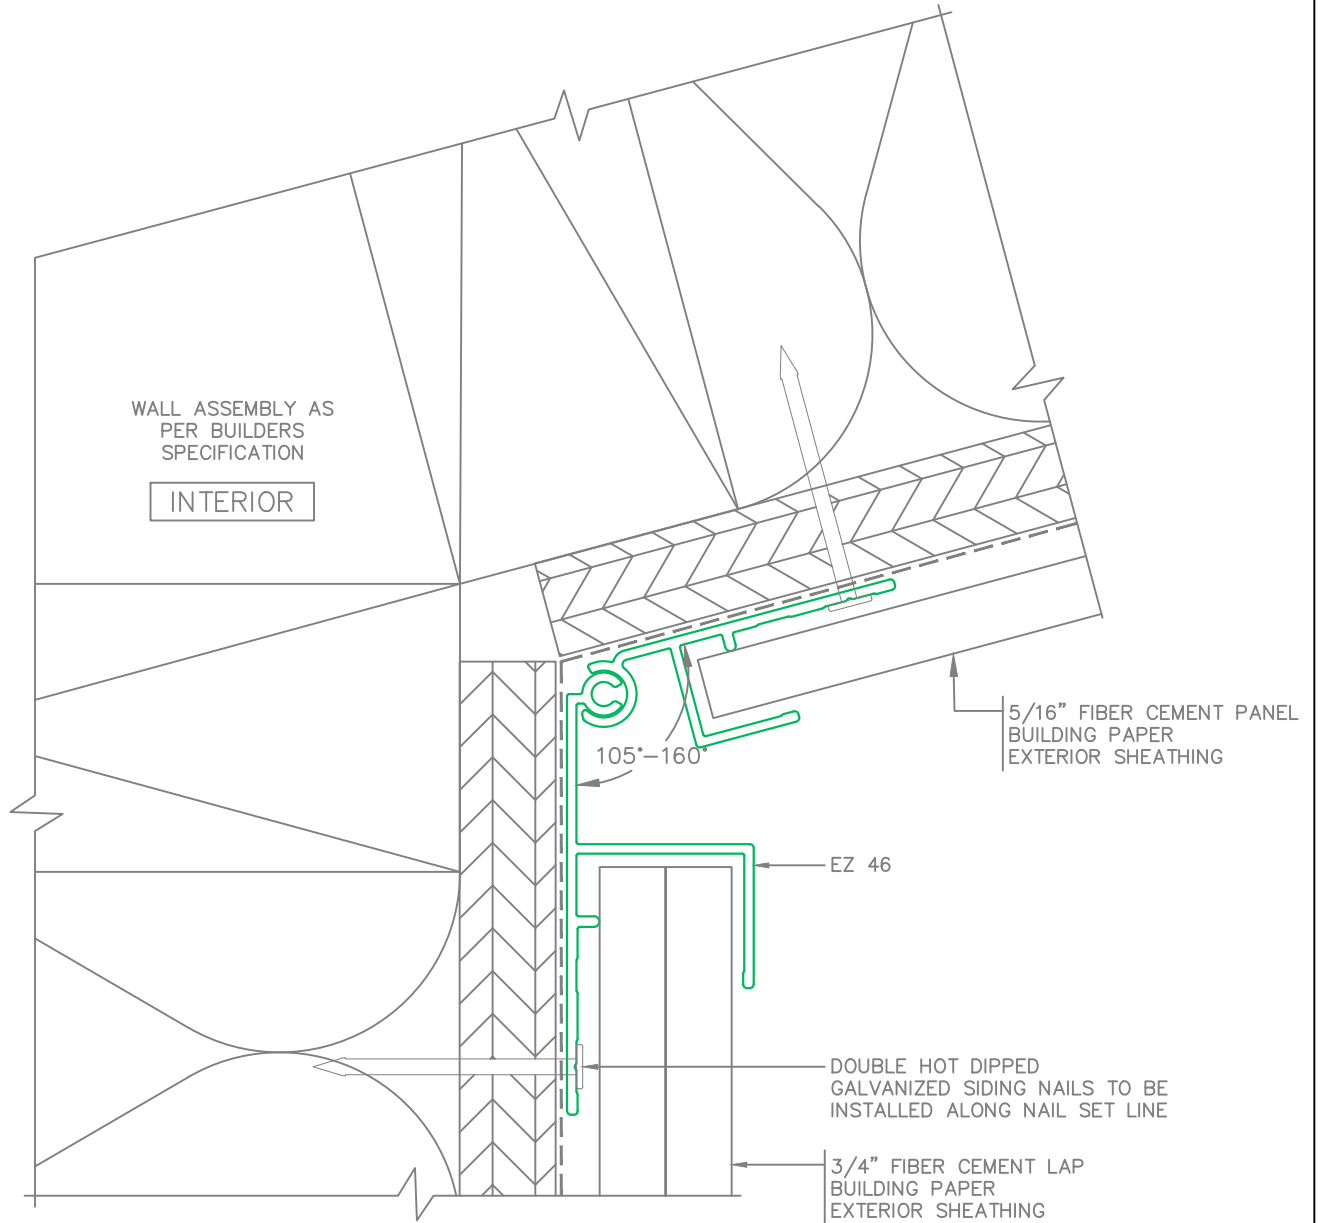 WALL ASSEMBLY AS
PER BUILDERS
SPECIFICATION
INTERIOR
5/16” FIBER CEMENT PANEL
BUILDING PAPER
EXTERIOR SHEATHING
105°–160°
EZ 46
DOUBLE HOT DIPPED
GALVANIZED SIDING NAILS TO BE
INSTALLED ALONG NAIL SET LINE
3/4” FIBER CEMENT LAP
BUILDING PAPER
EXTERIOR SHEATHING